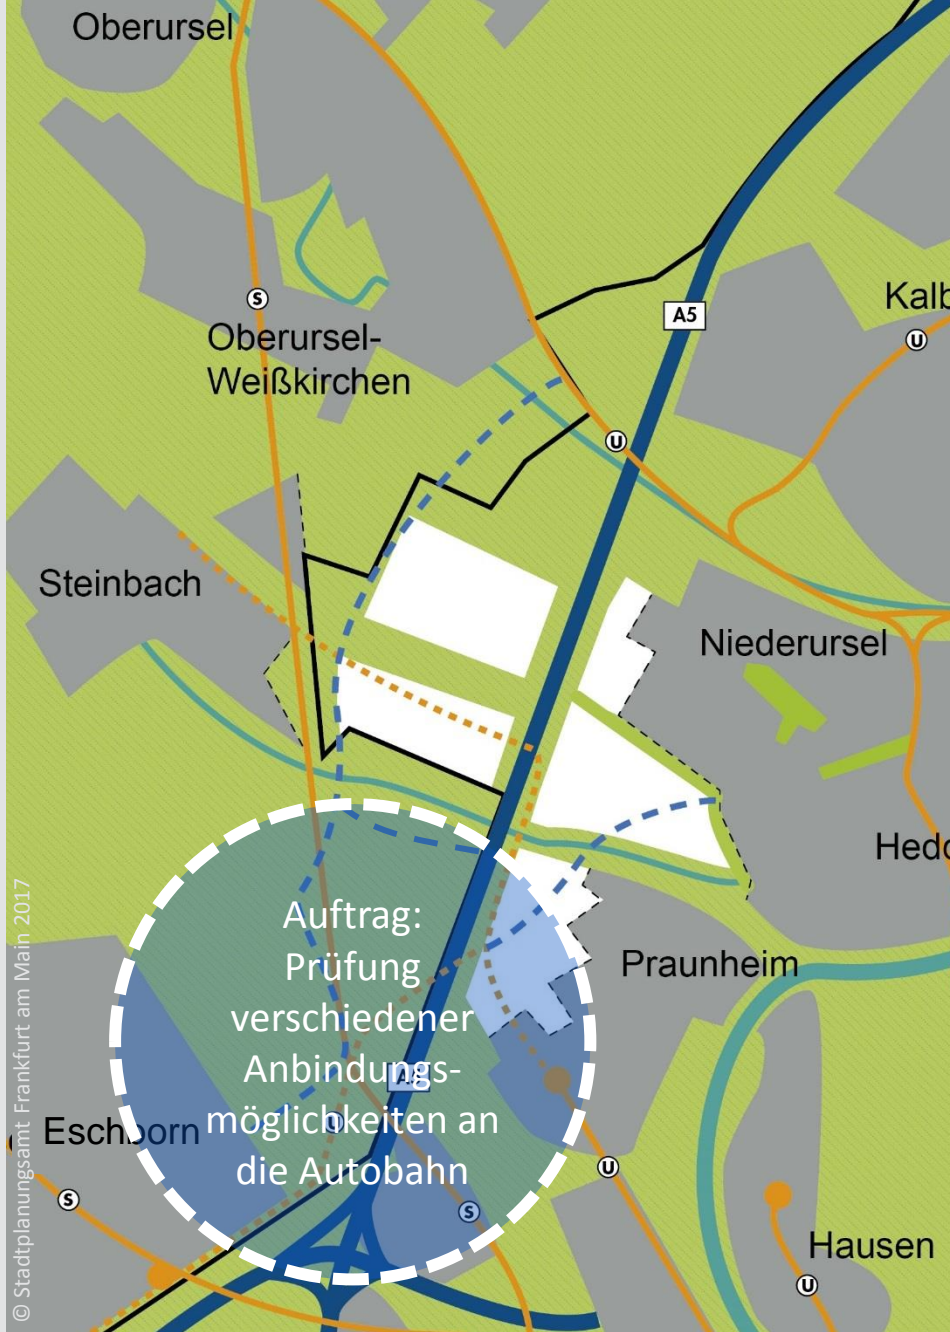 Oberursel
S
Oberursel-
Weißkirchen
A5
Kalb
U
U
Steinbach
Niederursel
Hedd
Auftrag:
Prüfung
verschiedener
Anbindungs-
möglichkeiten an
die Autobahn
A5
Praunheim
Eschborn
U
S
S
U
Hausen
U
© Stadtplanungsamt Frankfurt am Main 2017